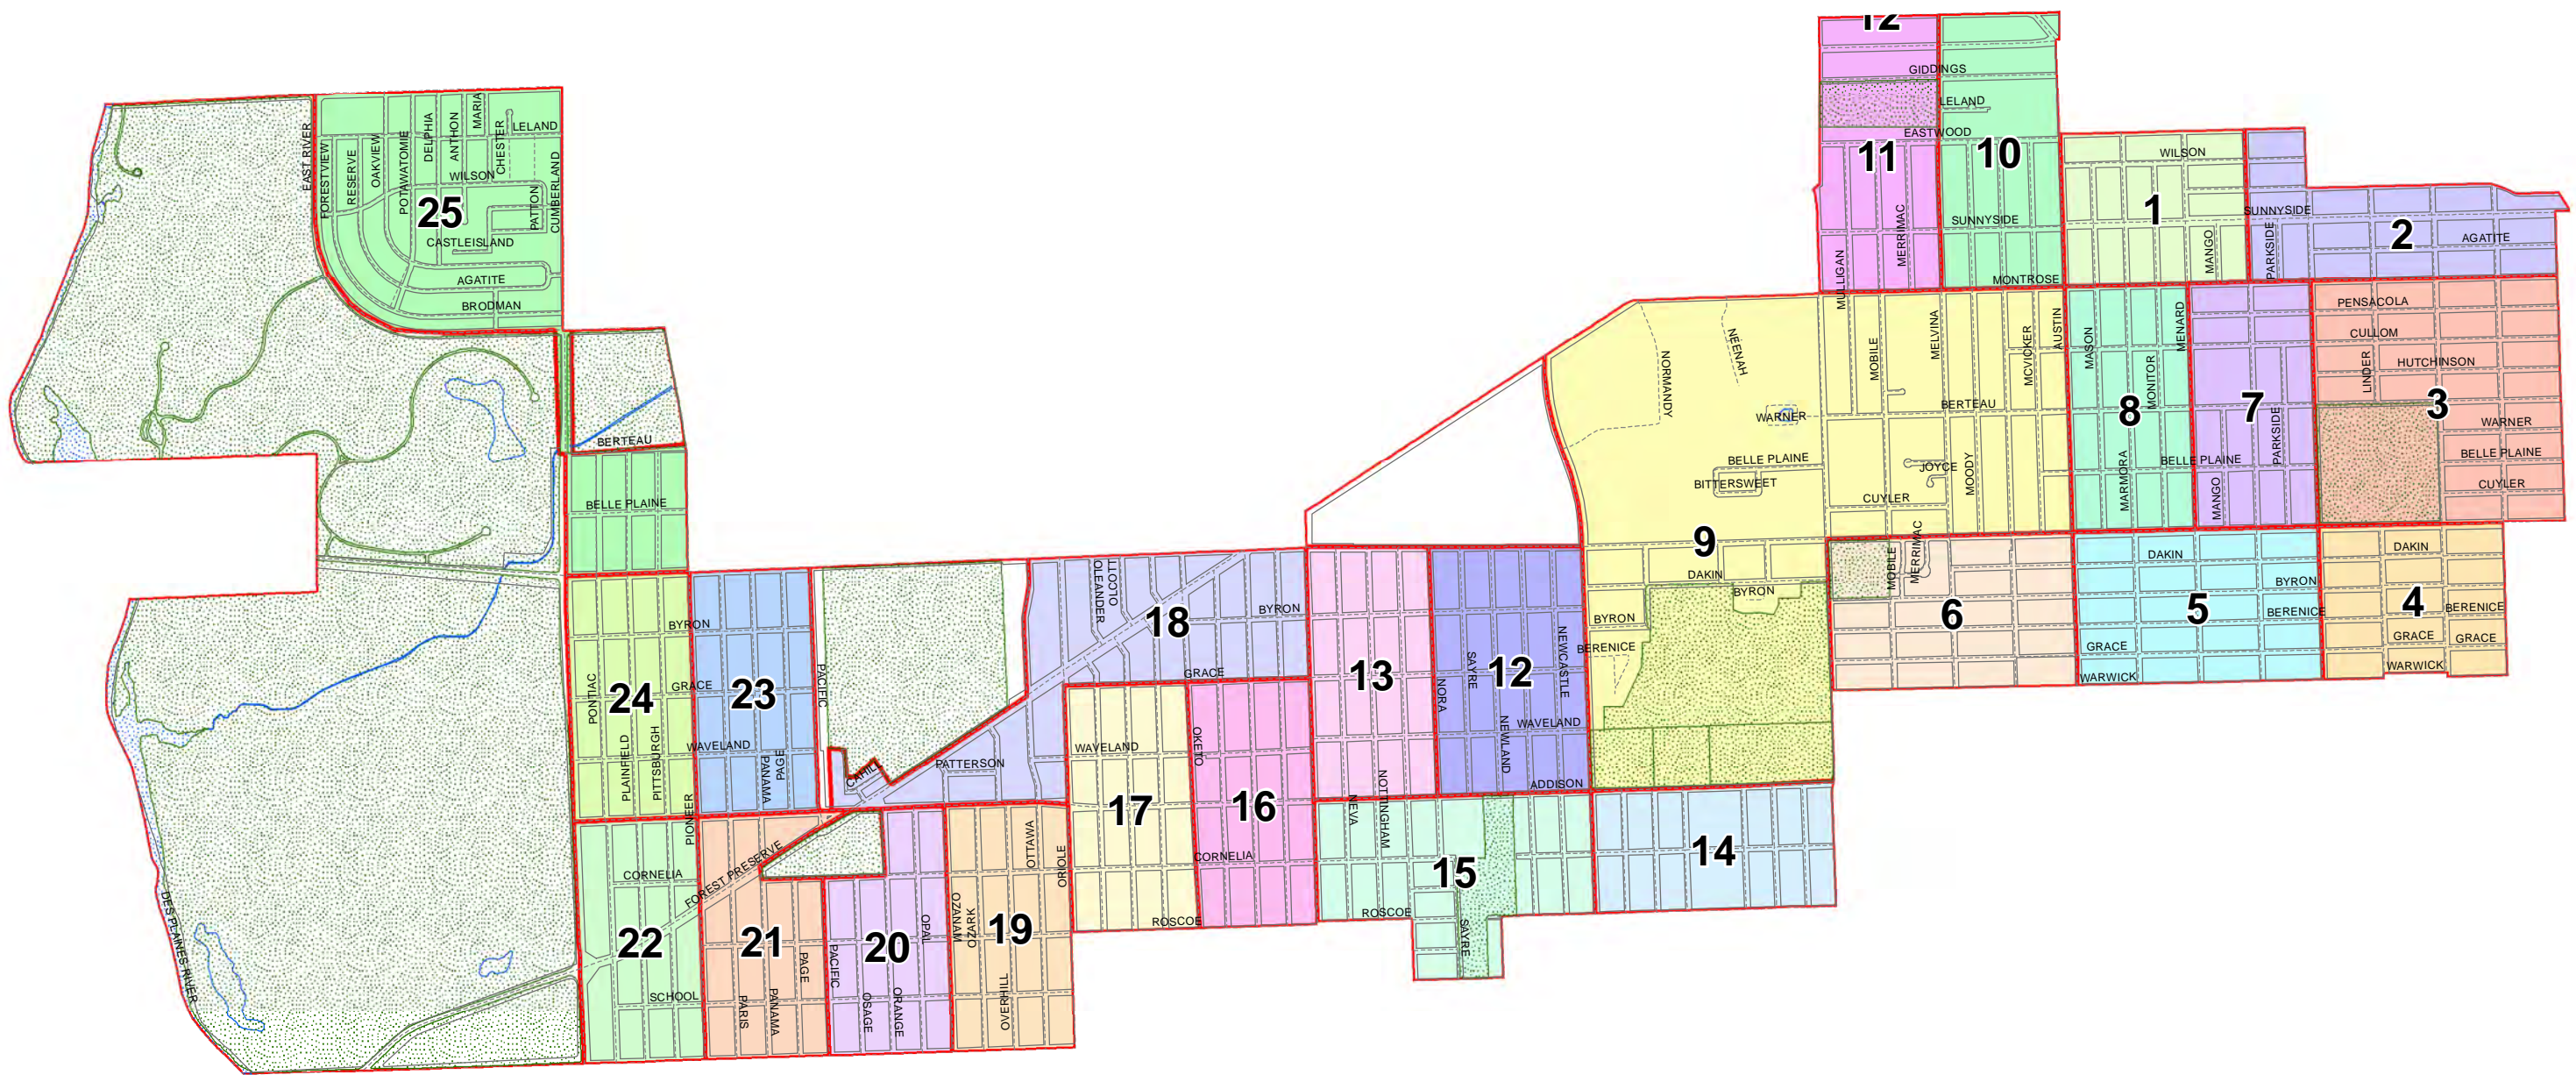 12
GIDDINGS
LELAND
EASTWOOD
11
10
SUNNYSIDE
MERRIMAC
MULLIGAN
MONTROSE
WILSON
1
MANGO
SUNNYSIDE
PARKSIDE
2
AGATITE
EAST RIVER
FORESTVIEW
RESERVE
OAKVIEW
POTAWATOMIE
DELPHIA
ANTHON
MARIA
CHESTER
LELAND
WILSON
PATTON
CUMBERLAND
25
CASTLEISLAND
AGATITE
BRODMAN
BERTEAU
BELLE PLAINE
NORMANDY
NEENAH
WARNER
BELLE PLAINE
BITTERSWEET
MOBILE
MELVINA
MCVICKER
AUSTIN
BERTEAU
JOYCE
MOODY
CUYLER
9
DAKIN
BYRON
BYRON
BERENICE
MASON
MONITOR
MENARD
8
MARMORA
BELLE PLAINE
7
PARKSIDE
MANGO
PENSACOLA
CULLOM
LINDER
HUTCHINSON
3
WARNER
BELLE PLAINE
CUYLER
MOBILE
MERRIMAC
6
DAKIN
BYRON
BERENICE
5
GRACE
WARWICK
DAKIN
4
BERENICE
GRACE
GRACE
WARWICK
BYRON
PONTIAC
GRACE
24
PLAINFIELD
PITTSBURGH
WAVELAND
23
PANAMA
PAGE
PIONEER
PACIFIC
CAHILL
PATTERSON
OLEANDER
18
BYRON
GRACE
13
NORA
SAYRE
12
NEWCASTLE
NEWLAND
WAVELAND
ADDISON
WAVELAND
17
OKETO
16
CORNELIA
ROSCOE
NEVA
NOTTINGHAM
15
ROSCOE
SAYRE
14
CORNELIA
22
SCHOOL
FOREST PRESERVE
21
PARIS
PANAMA
PAGE
PACIFIC
20
OPAL
OSAGE
ORANGE
OZANAM
OZARK
19
OTTAWA
ORIOLE
OVERHILL
DES PLAINES RIVER